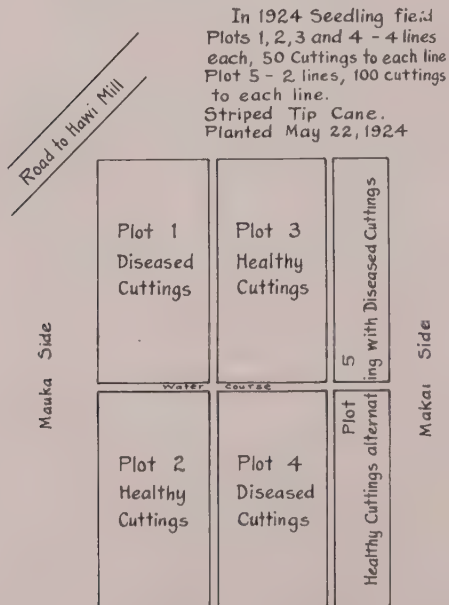 In 1924 Seedling field
Plots 1, 2, 3 and 4 - 4 lines
each, 50 Cuttings to each line
Plot 5 - 2 lines, 100 cuttings
to each line.
Striped Tip Cane.
Planted May 22, 1924
Road to Hawi Mill
Mauka Side
Plot 1
Diseased
Cuttings
Plot 3
Healthy
Cuttings
Water course
Plot 2
Healthy
Cuttings
Plot 4
Diseased
Cuttings
Plot 5
Healthy Cuttings alternating with Diseased Cuttings
Makai Side